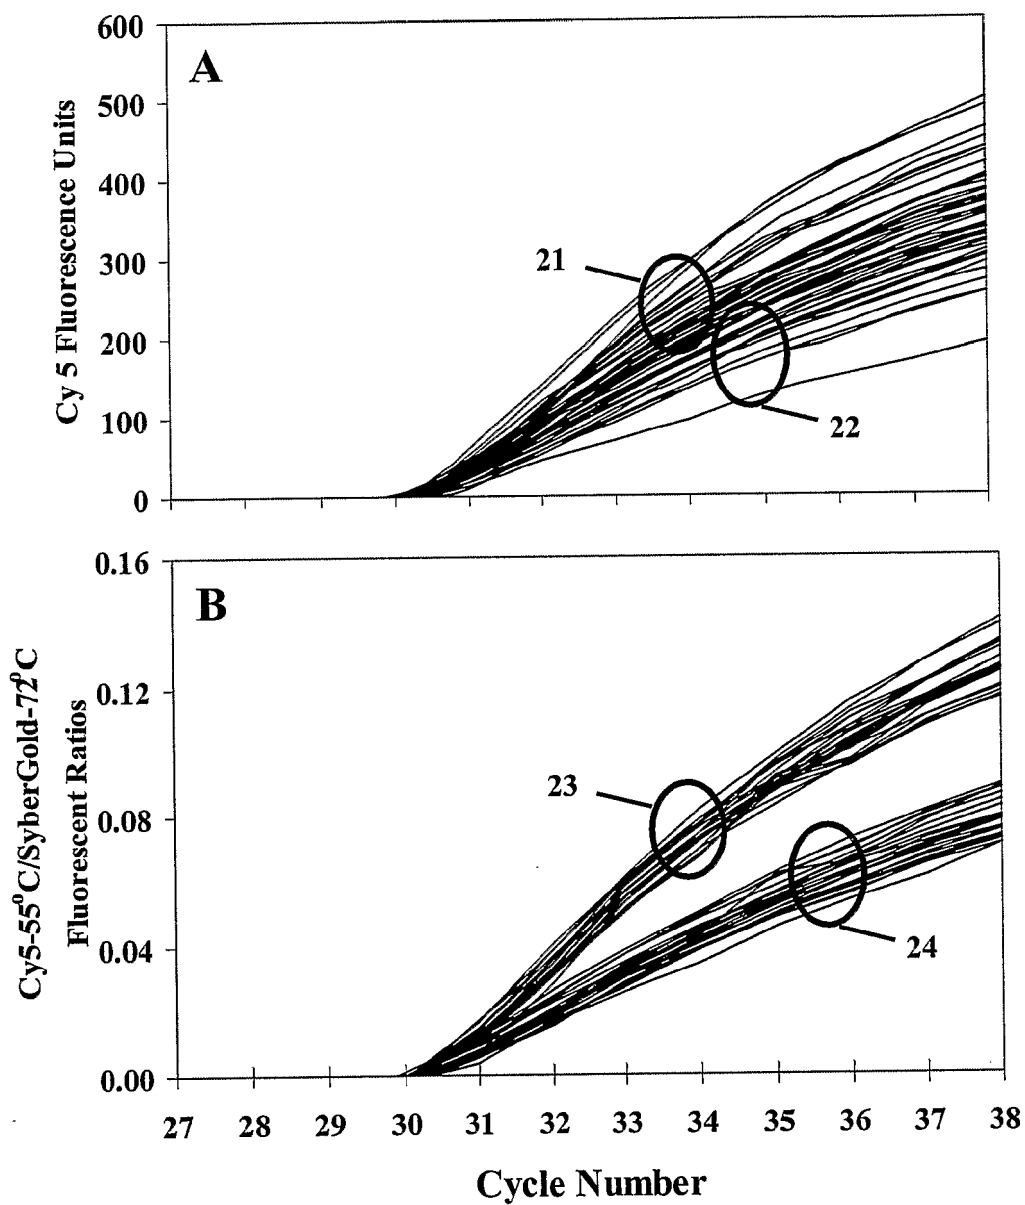 600
A
500
400
300
200
100
0
Cy 5 Fluorescence Units
21
22
0.16
B
0.12
0.08
0.04
0.00
Cy5-55°C/SyberGold-72°C
Fluorescent Ratios
23
24
27 28 29 30 31 32 33 34 35 36 37 38
Cycle Number